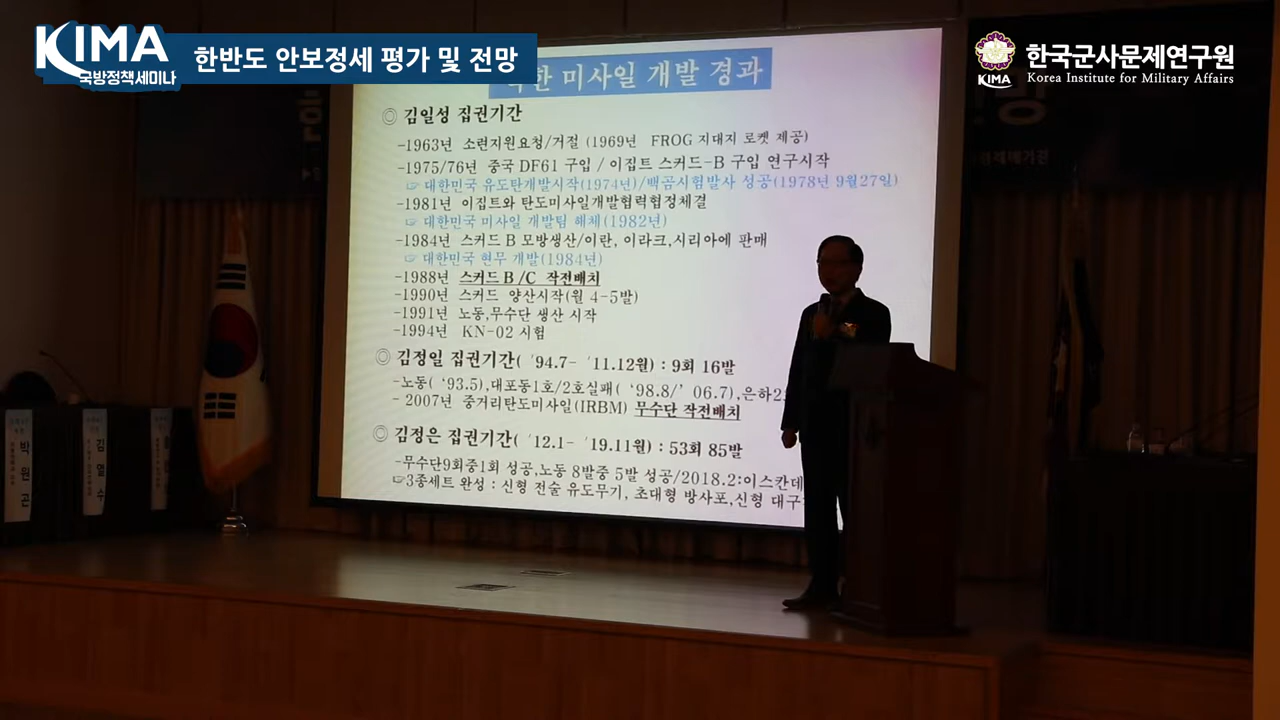 KIMA
국방정책세미나
한반도 안보정세 평가 및 전망
KIMA
한국군사문제연구원
Korea Institute for Military Affairs
한 미사일 개발 경과
◎ 김일성 집권기간
-1963년 소련지원요청/거절 (1969년 FROG 지대지 로켓 제공)
-1975/76년 중국 DF61 구입 / 이집트 스커드-B 구입 연구시작
☞ 대한민국 유도탄개발시작(1974년)/백곰시험발사 성공(1978년 9월27일)
-1981년 이집트와 탄도미사일개발협력협정체결
☞ 대한민국 미사일 개발팀 해체(1982년)
-1984년 스커드 B 모방생산/이란, 이라크,시리아에 판매
☞ 대한민국 현무 개발(1984년)
-1988년 스커드 B /C 작전배치
-1990년 스커드 양산시작(월 4-5발)
-1991년 노동,무수단 생산 시작
-1994년 KN-02 시험
◎ 김정일 집권기간( ‘94.7- ‘11.12월) : 9회 16발
-노동( ‘93.5),대포동1호/2호실패( ‘98.8/’ 06.7),은하2
- 2007년 중거리탄도미사일(IRBM) 무수단 작전배치
◎ 김정은 집권기간( ‘12.1- ‘19.11월) : 53회 85발
-무수단9회중1회 성공,노동 8발중 5발 성공/2018.2:이스칸데
☞3종세트 완성 : 신형 전술 유도무기, 초대형 방사포,신형 대구
박원곤
김열수